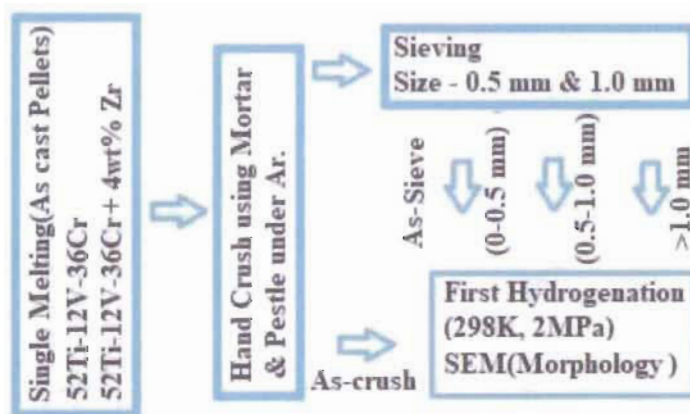 Single Melting(As cast Pellets)
52Ti-12V-36Cr
52Ti-12V-36Cr+ 4wt% Zr
Hand Crush using Mortar
& Pestle under Ar.
Sieving
Size - 0.5 mm & 1.0 mm
As-Sieve
(0-0.5 mm)
(0.5-1.0 mm)
>1.0 mm
As-crush
First Hydrogenation
(298K, 2MPa)
SEM(Morphology )